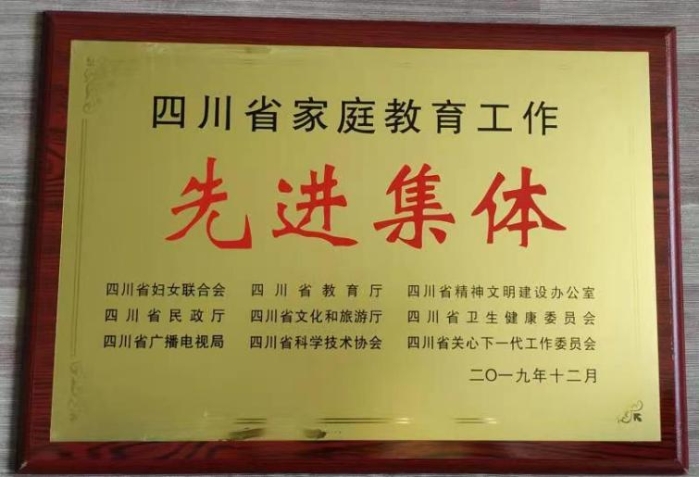 四川省家庭教育工作
先进集体
四川省妇女联合会 四川省教育厅 四川省精神文明建设办公室
四川省民政厅 四川省文化和旅游厅 四川省卫生健康委员会
四川省广播电视局 四川省科学技术协会 四川省关心下一代工作委员会
二〇一九年十二月